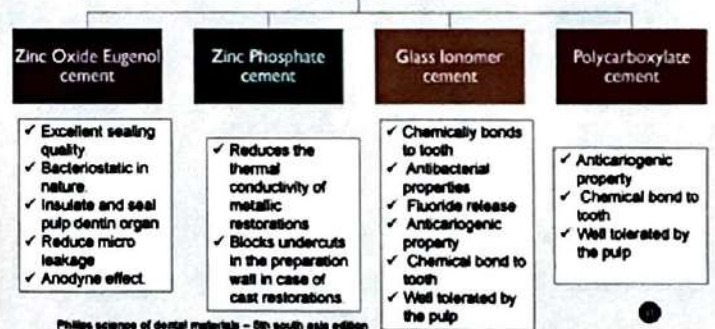 Zinc Oxide Eugenol
cement
✓ Excellent sealing
quality.
✓ Bacteriostatic in
nature.
✓ Insulate and seal
pulp dentin organ
✓ Reduce micro
leakage
✓ Anodyne effect.
Zinc Phosphate
cement
✓ Reduces the
thermal
conductivity of
metallic
restorations
✓ Blocks undercuts
in the preparation
wall in case of
cast restorations.
Glass Ionomer
cement
✓ Chemically bonds
to tooth
✓ Antibacterial
properties
✓ Fluoride release
✓ Anticariogenic
property
✓ Chemical bond to
tooth
✓ Well tolerated by
the pulp
Polycarboxylate
cement
✓ Anticariogenic
property
✓ Chemical bond to
tooth
✓ Well tolerated by
the pulp
science of dental materials – south asia edition